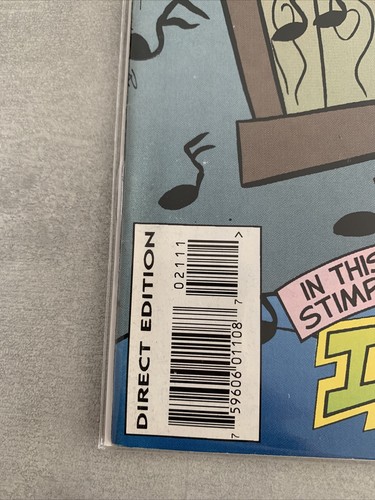 DIRECT EDITION
02111 >
7 59606 01108 7
IN THIS
STIMP